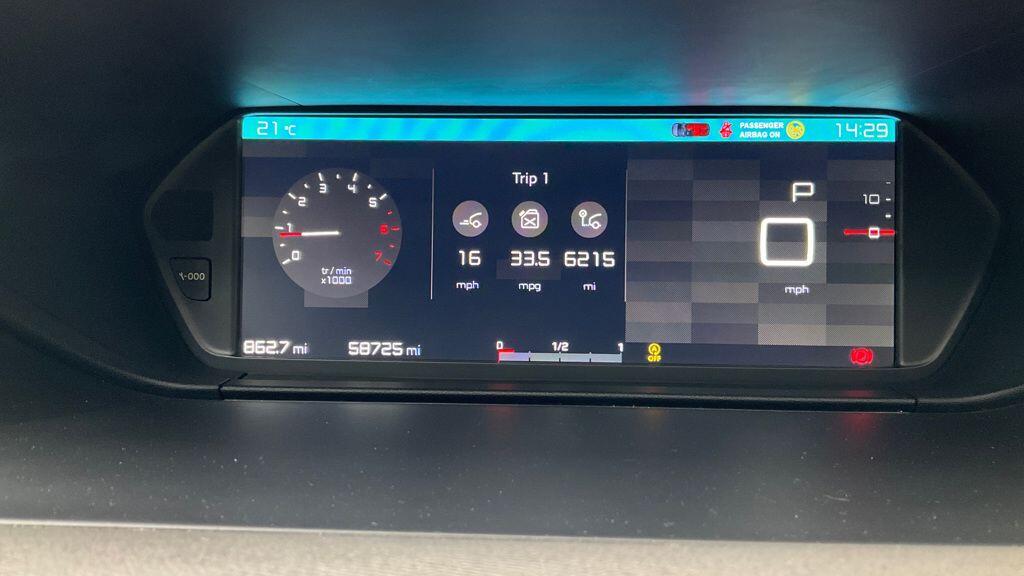 21 °C
PASSENGER
AIRBAG ON
14:29
0 1 2 3 4 5 6 7
tr/min
x1000
Trip 1
16 33.5 6215
mph mpg mi
P
10
0
mph
\-000
862.7 mi 58725 mi
0 1/2 1
A
OFF
P